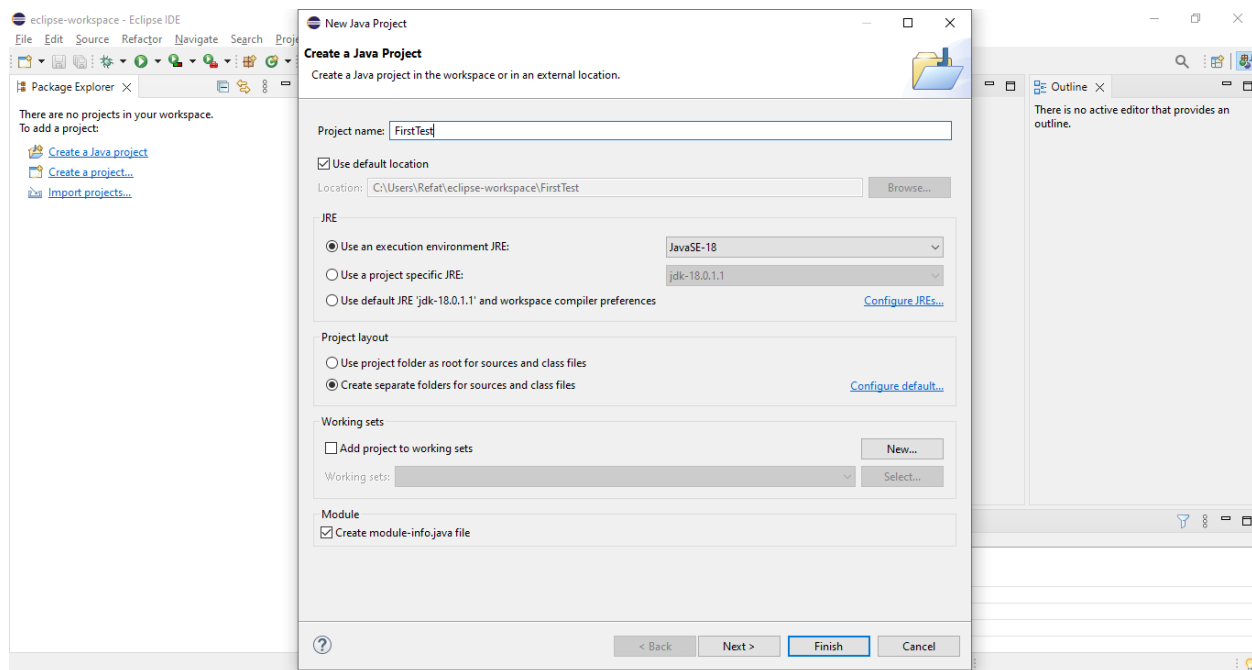 eclipse-workspace - Eclipse IDE
File Edit Source Refactor Navigate Search Proje
Package Explorer
There are no projects in your workspace.
To add a project:
Create a Java project
Create a project...
Import projects...
New Java Project
Create a Java Project
Create a Java project in the workspace or in an external location.
Project name: FirstTest
Use default location
Location: C:\Users\Refat\eclipse-workspace\FirstTest Browse...
JRE
Use an execution environment JRE: JavaSE-18
Use a project specific JRE: jdk-18.0.1.1
Use default JRE 'jdk-18.0.1.1' and workspace compiler preferences Configure JREs...
Project layout
Use project folder as root for sources and class files
Create separate folders for sources and class files Configure default...
Working sets
Add project to working sets New...
Working sets: Select...
Module
Create module-info.java file
? < Back Next > Finish Cancel
Outline
There is no active editor that provides an
outline.